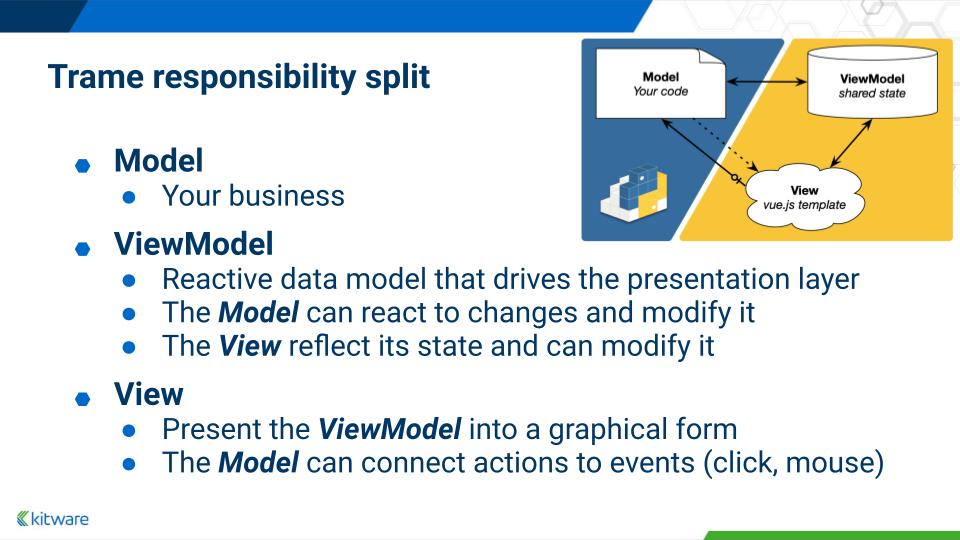 Trame responsibility split
Model
Your code
ViewModel
shared state
View
vue.js template
Model
Your business
ViewModel
Reactive data model that drives the presentation layer
The Model can react to changes and modify it
The View reflect its state and can modify it
View
Present the ViewModel into a graphical form
The Model can connect actions to events (click, mouse)
kitware